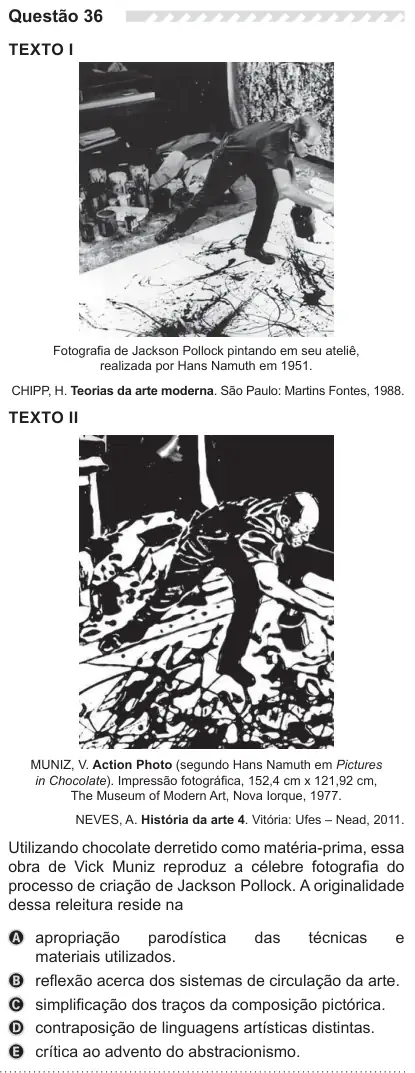 Questão 36
TEXTO I
Fotografia de Jackson Pollock pintando em seu ateliê,
realizada por Hans Namuth em 1951.
CHIPP, H. Teorias da arte moderna. São Paulo: Martins Fontes, 1988.
TEXTO II
MUNIZ, V. Action Photo (segundo Hans Namuth em Pictures
in Chocolate). Impressão fotográfica, 152,4 cm x 121,92 cm,
The Museum of Modern Art, Nova Iorque, 1977.
NEVES, A. História da arte 4. Vitória: Ufes – Nead, 2011.
Utilizando chocolate derretido como matéria-prima, essa
obra de Vick Muniz reproduz a célebre fotografia do
processo de criação de Jackson Pollock. A originalidade
dessa releitura reside na
A apropriação parodística das técnicas e
materiais utilizados.
B reflexão acerca dos sistemas de circulação da arte.
C simplificação dos traços da composição pictórica.
D contraposição de linguagens artísticas distintas.
E crítica ao advento do abstracionismo.